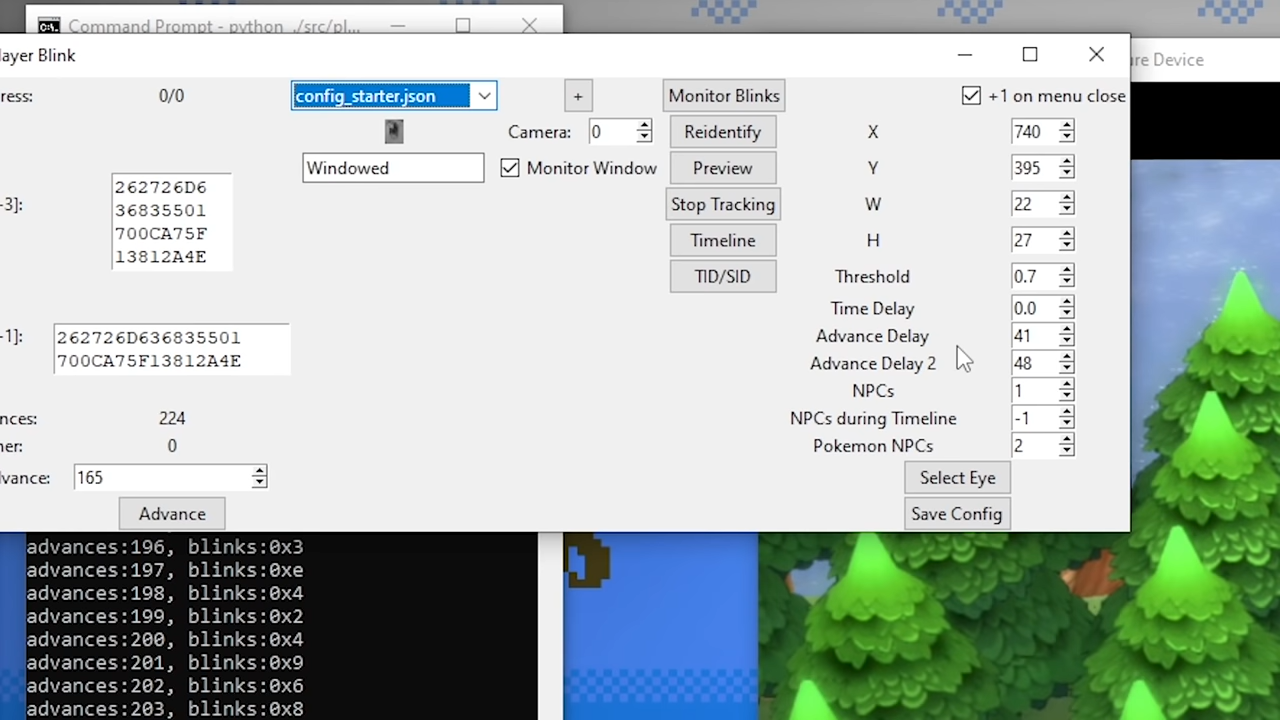 Command Prompt - python ./src/pl...
layer Blink
re Device
ress:
0/0
config_starter.json
+
Monitor Blinks
+1 on menu close
Camera:
0
Reidentify
X
740
Windowed
Monitor Window
Preview
Y
395
-3]:
262726D6
36835501
700CA75F
13812A4E
Stop Tracking
W
22
Timeline
H
27
TID/SID
Threshold
0.7
Time Delay
0.0
-1]:
262726D636835501
700CA75F13812A4E
Advance Delay
41
Advance Delay 2
48
NPCs
1
nces:
224
NPCs during Timeline
-1
ner:
0
Pokemon NPCs
2
vance:
165
Select Eye
Advance
Save Config
advances:196, blinks:0x3
advances:197, blinks:0xe
advances:198, blinks:0x4
advances:199, blinks:0x2
advances:200, blinks:0x4
advances:201, blinks:0x9
advances:202, blinks:0x6
advances:203, blinks:0x8